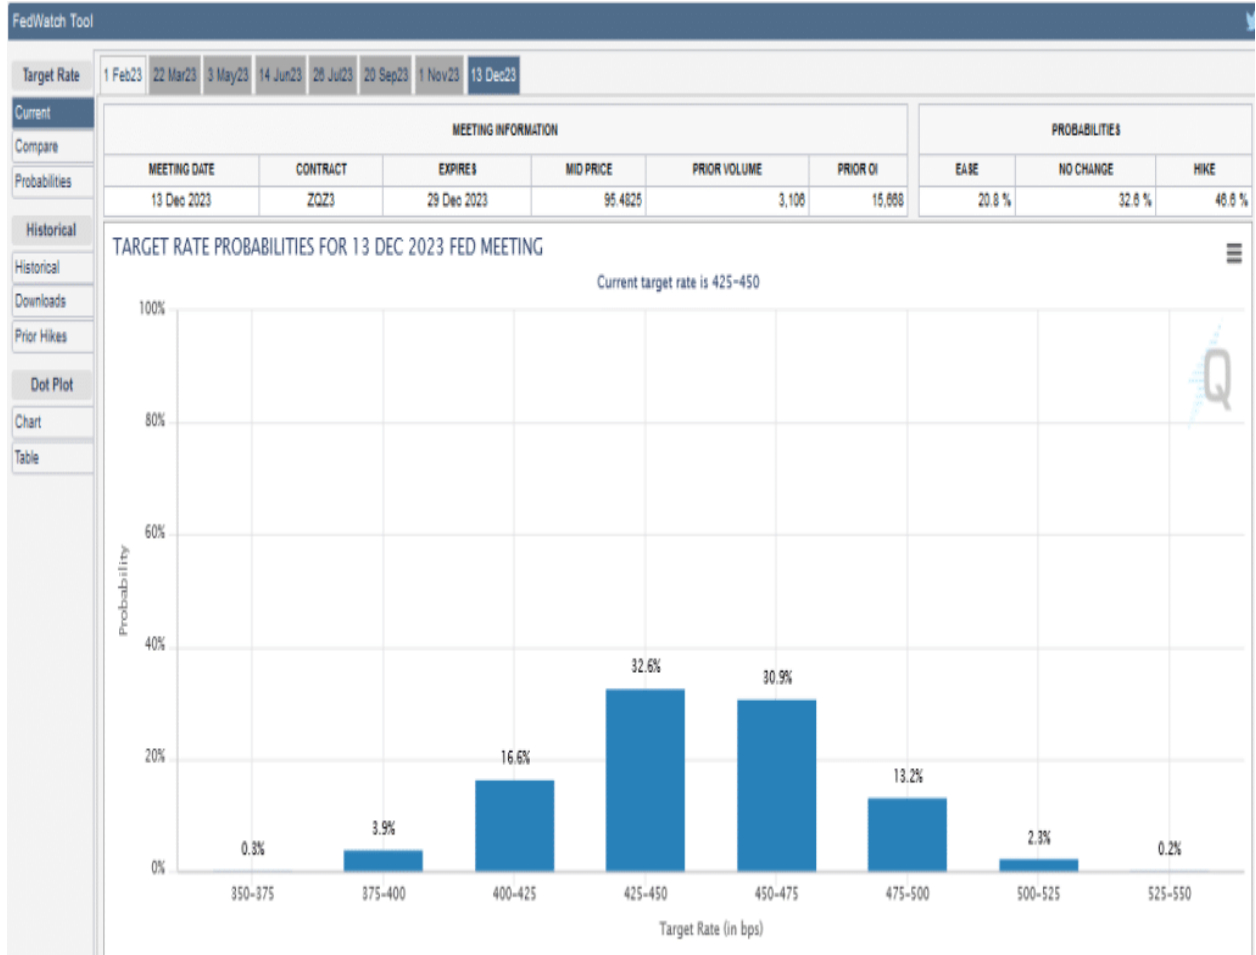 FedWatch Tool
Target Rate
Current
Compare
Probabilities
Historical
Historical
Downloads
Prior Hikes
Dot Plot
Chart
Table
1 Feb23 22 Mar23 3 May23 14 Jun23 26 Jul23 20 Sep23 1 Nov23 13 Dec23
MEETING INFORMATION
MEETING DATE CONTRACT EXPIRES MID PRICE PRIOR VOLUME PRIOR OI
13 Dec 2023 ZQZ3 29 Dec 2023 95.4825 3,106 15,668
PROBABILITIES
EASE NO CHANGE HIKE
20.8 % 32.6 % 46.6 %
TARGET RATE PROBABILITIES FOR 13 DEC 2023 FED MEETING
Current target rate is 425-450
Probability
100%
80%
60%
40%
20%
0%
0.3% 3.9% 16.6% 32.6% 30.9% 13.2% 2.3% 0.2%
350-375 375-400 400-425 425-450 450-475 475-500 500-525 525-550
Target Rate (in bps)
Q